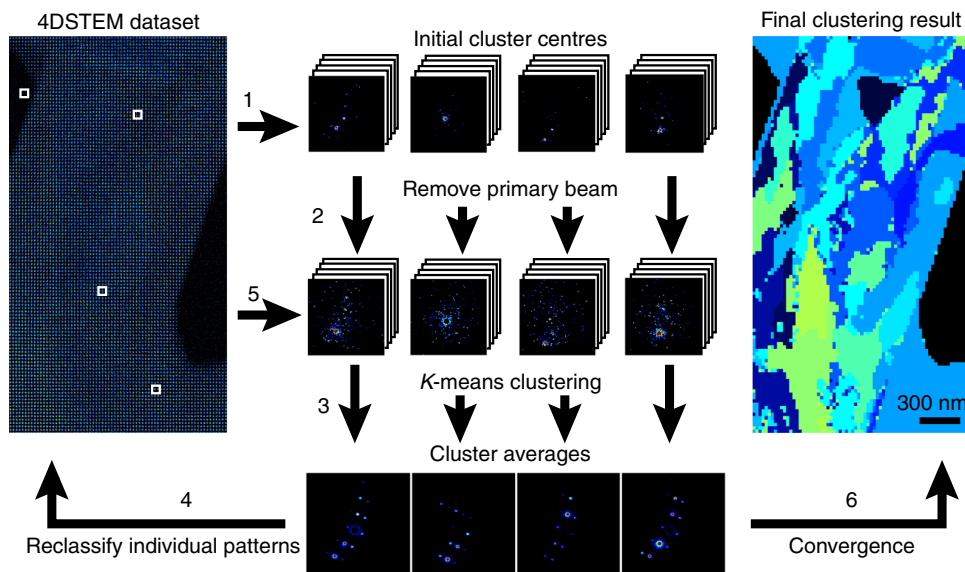 4DSTEM dataset
Initial cluster centres
Final clustering result
1
Remove primary beam
2
5
K-means clustering
3
300 nm
Cluster averages
4
Reclassify individual patterns
6
Convergence